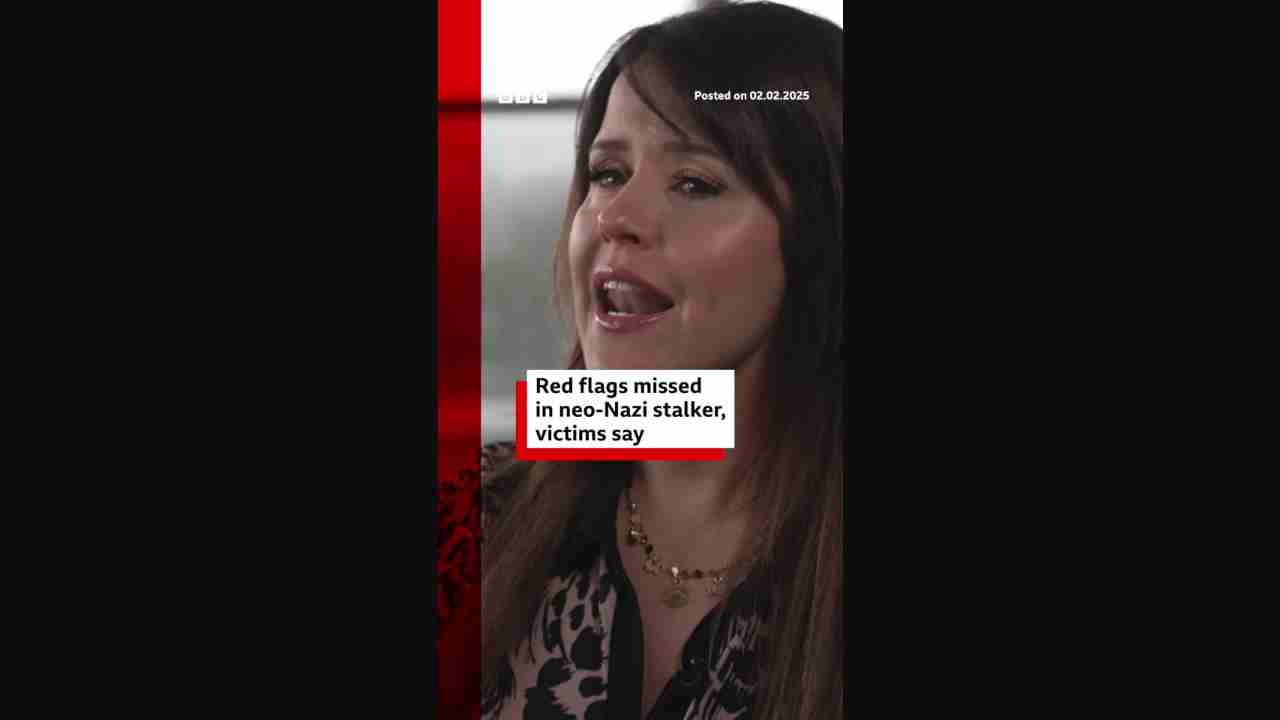 BBC
Posted on 02.02.2025
Red flags missed
in neo-Nazi stalker,
victims say